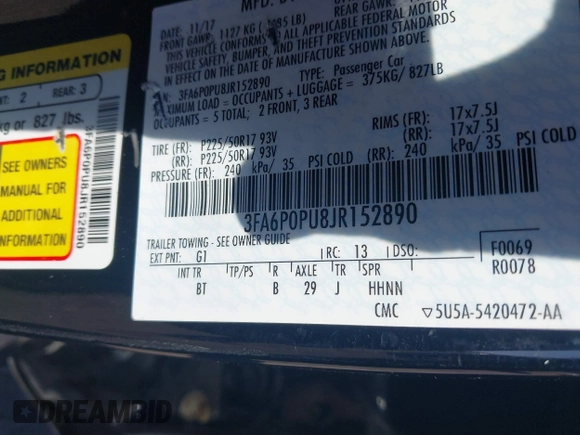 MFD.
11/17
FRONT GAWR: 1127 KG
REAR GAWR:
THIS VEHICLE CONFORMS TO ALL APPLICABLE FEDERAL MOTOR
VEHICLE SAFETY, BUMPER, AND THEFT PREVENTION STANDARDS
IN EFFECT ON THE DATE OF MANUFACTURE SHOWN ABOVE
VIN: 3FA6P0PU8JR152890 TYPE: Passenger Car
MAXIMUM LOAD = OCCUPANTS + LUGGAGE = 375KG/ 827LB
OCCUPANTS = 5 TOTAL; 2 FRONT, 3 REAR
TIRE (FR): P225/50R17 93V RIMS (FR): 17x7.5J
(RR): P225/50R17 93V (RR): 17x7.5J
PRESSURE (FR): 240 kPa/ 35 PSI COLD (RR): 240 kPa/ 35 PSI COLD
3FA6P0PU8JR152890
TRAILER TOWING - SEE OWNER GUIDE
EXT PNT: G1 RC: 13 DSO: F0069
R0078
INT TR TP/PS R AXLE TR SPR
BT B 29 J HHNN
CMC ▽5U5A-5420472-AA
INFORMATION
2 REAR: 3
kg or 827 lbs.
SEE OWNERS
MANUAL FOR
ADDITIONAL
INFORMATION
3FA6P0PU8JR152890
DREAMBID